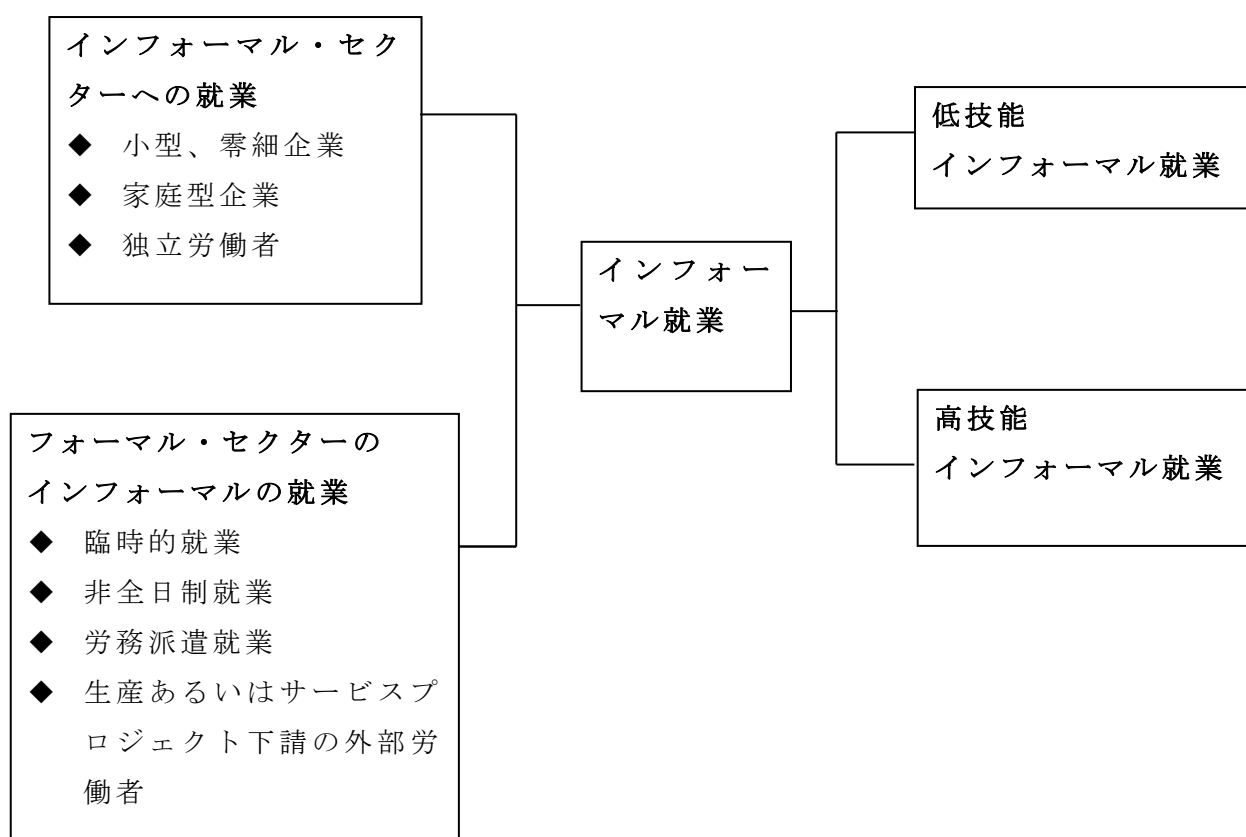 インフォーマル・セク
ターへの就業
◆ 小型、零細企業
◆ 家庭型企業
◆ 独立労働者
フォーマル・セクターの
インフォーマルの就業
◆ 臨時的就業
◆ 非全日制就業
◆ 労務派遣就業
◆ 生産あるいはサービスプ
ロジェクト下請の外部労
働者
インフォー
マル就業
低技能
インフォーマル就業
高技能
インフォーマル就業